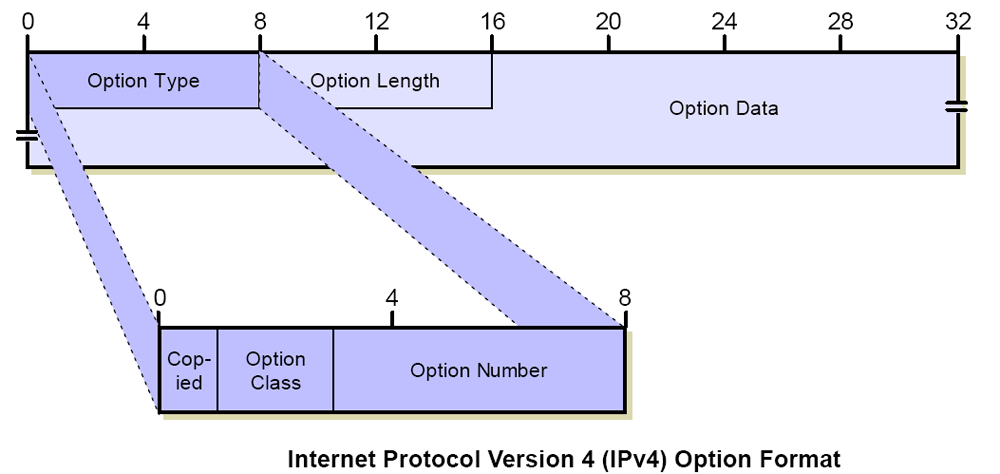 0 4 8 12 16 20 24 28 32
Option Type Option Length
Option Data
0 4 8
Cop-
ied
Option
Class
Option Number
Internet Protocol Version 4 (IPv4) Option Format